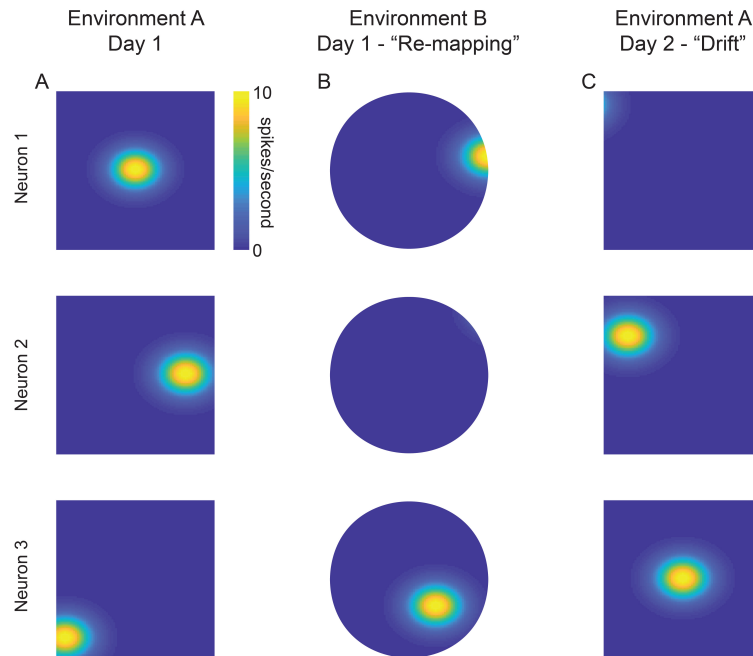 Environment A
Day 1
Environment B
Day 1 - “Re-mapping”
Environment A
Day 2 - “Drift”
A
B
C
Neuron 1
10
spikes/second
0
Neuron 2
Neuron 3